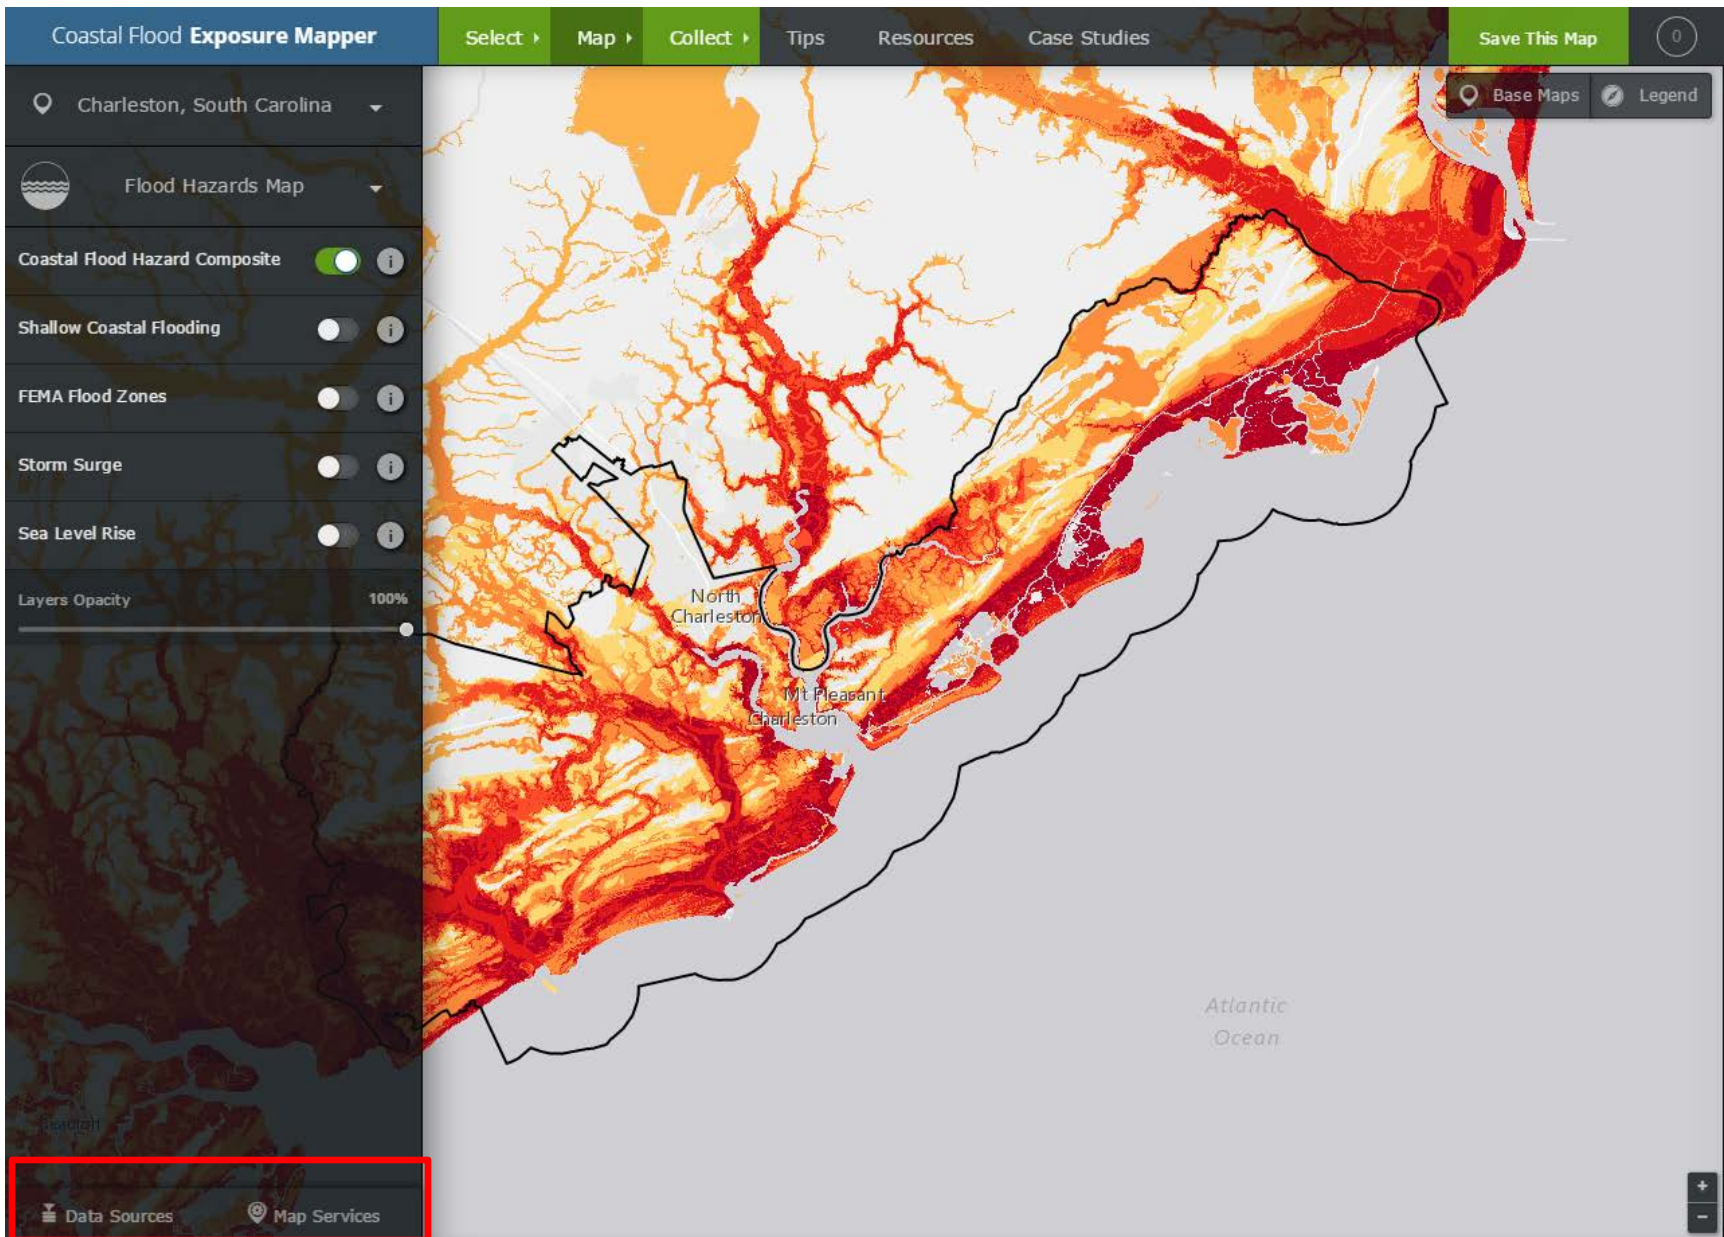 Coastal Flood Exposure Mapper
Select
Map
Collect
Tips
Resources
Case Studies
Save This Map
0
Charleston, South Carolina
Base Maps
Legend
Flood Hazards Map
Coastal Flood Hazard Composite
i
Shallow Coastal Flooding
i
FEMA Flood Zones
i
Storm Surge
i
Sea Level Rise
i
Layers Opacity
100%
North
Charleston
Mt Pleasant
Charleston
Atlantic
Ocean
Data Sources
Map Services
+
-